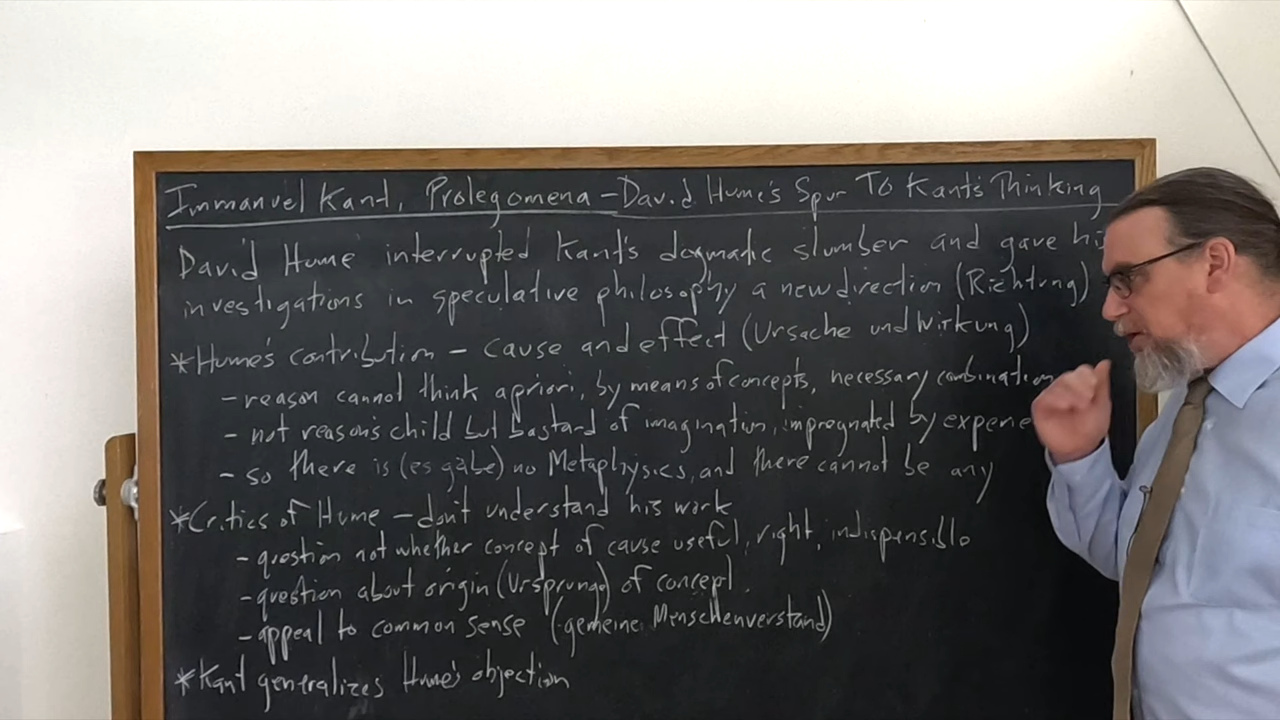 Immanuel Kant, Prolegomena - David Hume's Spur To Kant's Thinking
David Hume interrupted Kant's dogmatic slumber and gave his
investigations in speculative philosophy a new direction (Richtung)
*Hume's contribution - cause and effect (Ursache und Wirkung)
- reason cannot think a priori, by means of concepts, necessary combination
- not reason's child but bastard of imagination, impregnated by experie
- so there is (es gäbe) no Metaphysics, and there cannot be any
*Critics of Hume - don't understand his work
- question not whether concept of cause useful, right, indispensible
- question about origin (Ursprung) of concept.
- appeal to common sense (gemeine Menschenverstand)
*Kant generalizes Hume's objection